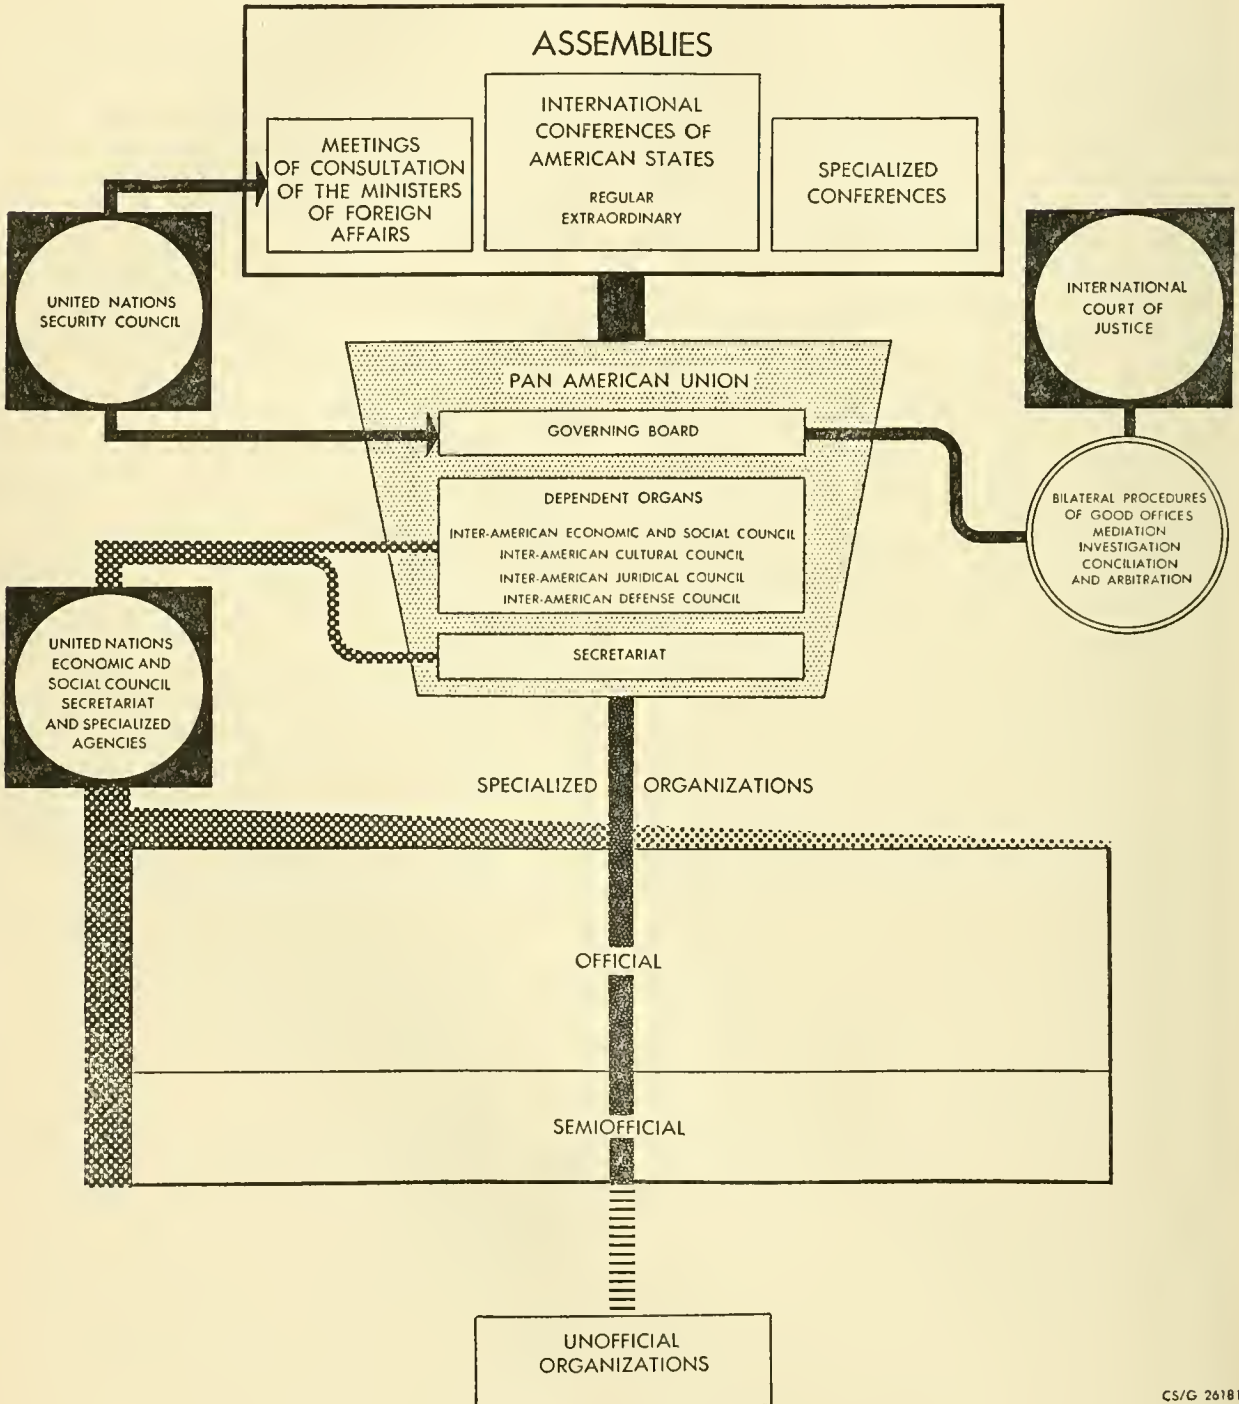 ASSEMBLIES
MEETINGS
OF CONSULTATION
OF THE MINISTERS
OF FOREIGN
AFFAIRS
INTERNATIONAL
CONFERENCES OF
AMERICAN STATES
REGULAR
EXTRAORDINARY
SPECIALIZED
CONFERENCES
UNITED NATIONS
SECURITY COUNCIL
INTERNATIONAL
COURT OF
JUSTICE
PAN AMERICAN UNION
GOVERNING BOARD
DEPENDENT ORGANS
INTER-AMERICAN ECONOMIC AND SOCIAL COUNCIL
INTER-AMERICAN CULTURAL COUNCIL
INTER-AMERICAN JURIDICAL COUNCIL
INTER-AMERICAN DEFENSE COUNCIL
SECRETARIAT
BILATERAL PROCEDURES
OF GOOD OFFICES
MEDIATION
INVESTIGATION
CONCILIATION
AND ARBITRATION
UNITED NATIONS
ECONOMIC AND
SOCIAL COUNCIL
SECRETARIAT
AND SPECIALIZED
AGENCIES
SPECIALIZED ORGANIZATIONS
OFFICIAL
SEMIOFFICIAL
UNOFFICIAL
ORGANIZATIONS
CS/G 26181